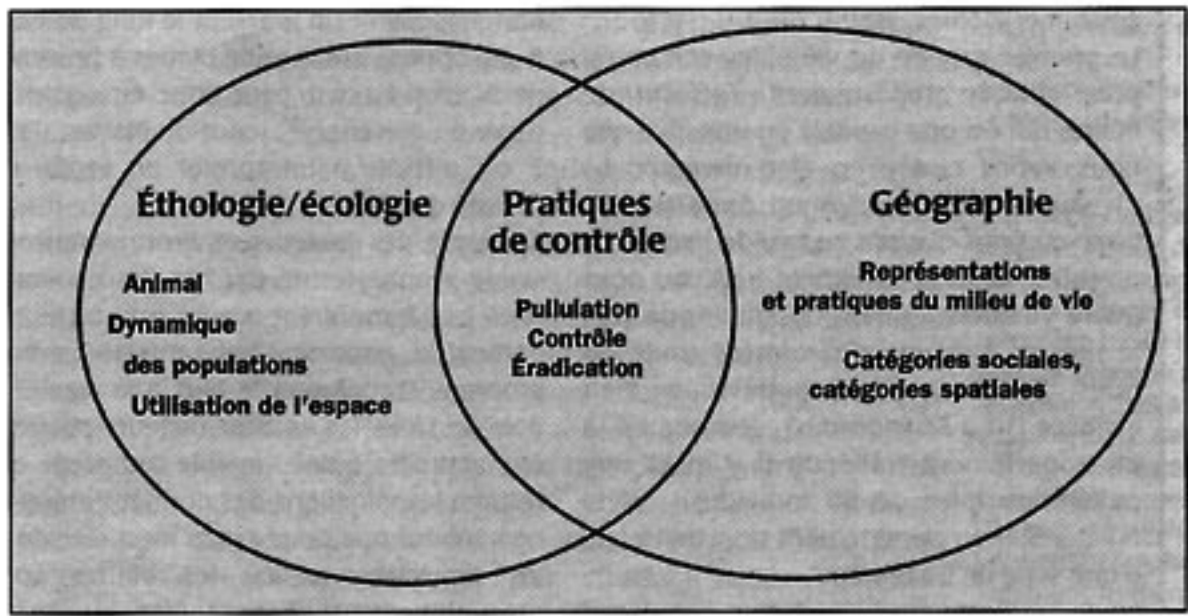 Éthologie/écologie
Animal
Dynamique
des populations
Utilisation de l'espace
Pratiques
de contrôle
Pullulation
Contrôle
Éradication
Géographie
Représentations
et pratiques du milieu de vie
Catégories sociales,
catégories spatiales